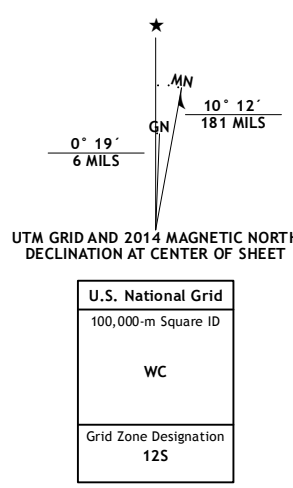 ★
MN
GN
10° 12´
181 MILS
0° 19´
6 MILS
UTM GRID AND 2014 MAGNETIC NORTH
DECLINATION AT CENTER OF SHEET
U.S. National Grid
100,000-m Square ID
WC
Grid Zone Designation
12S